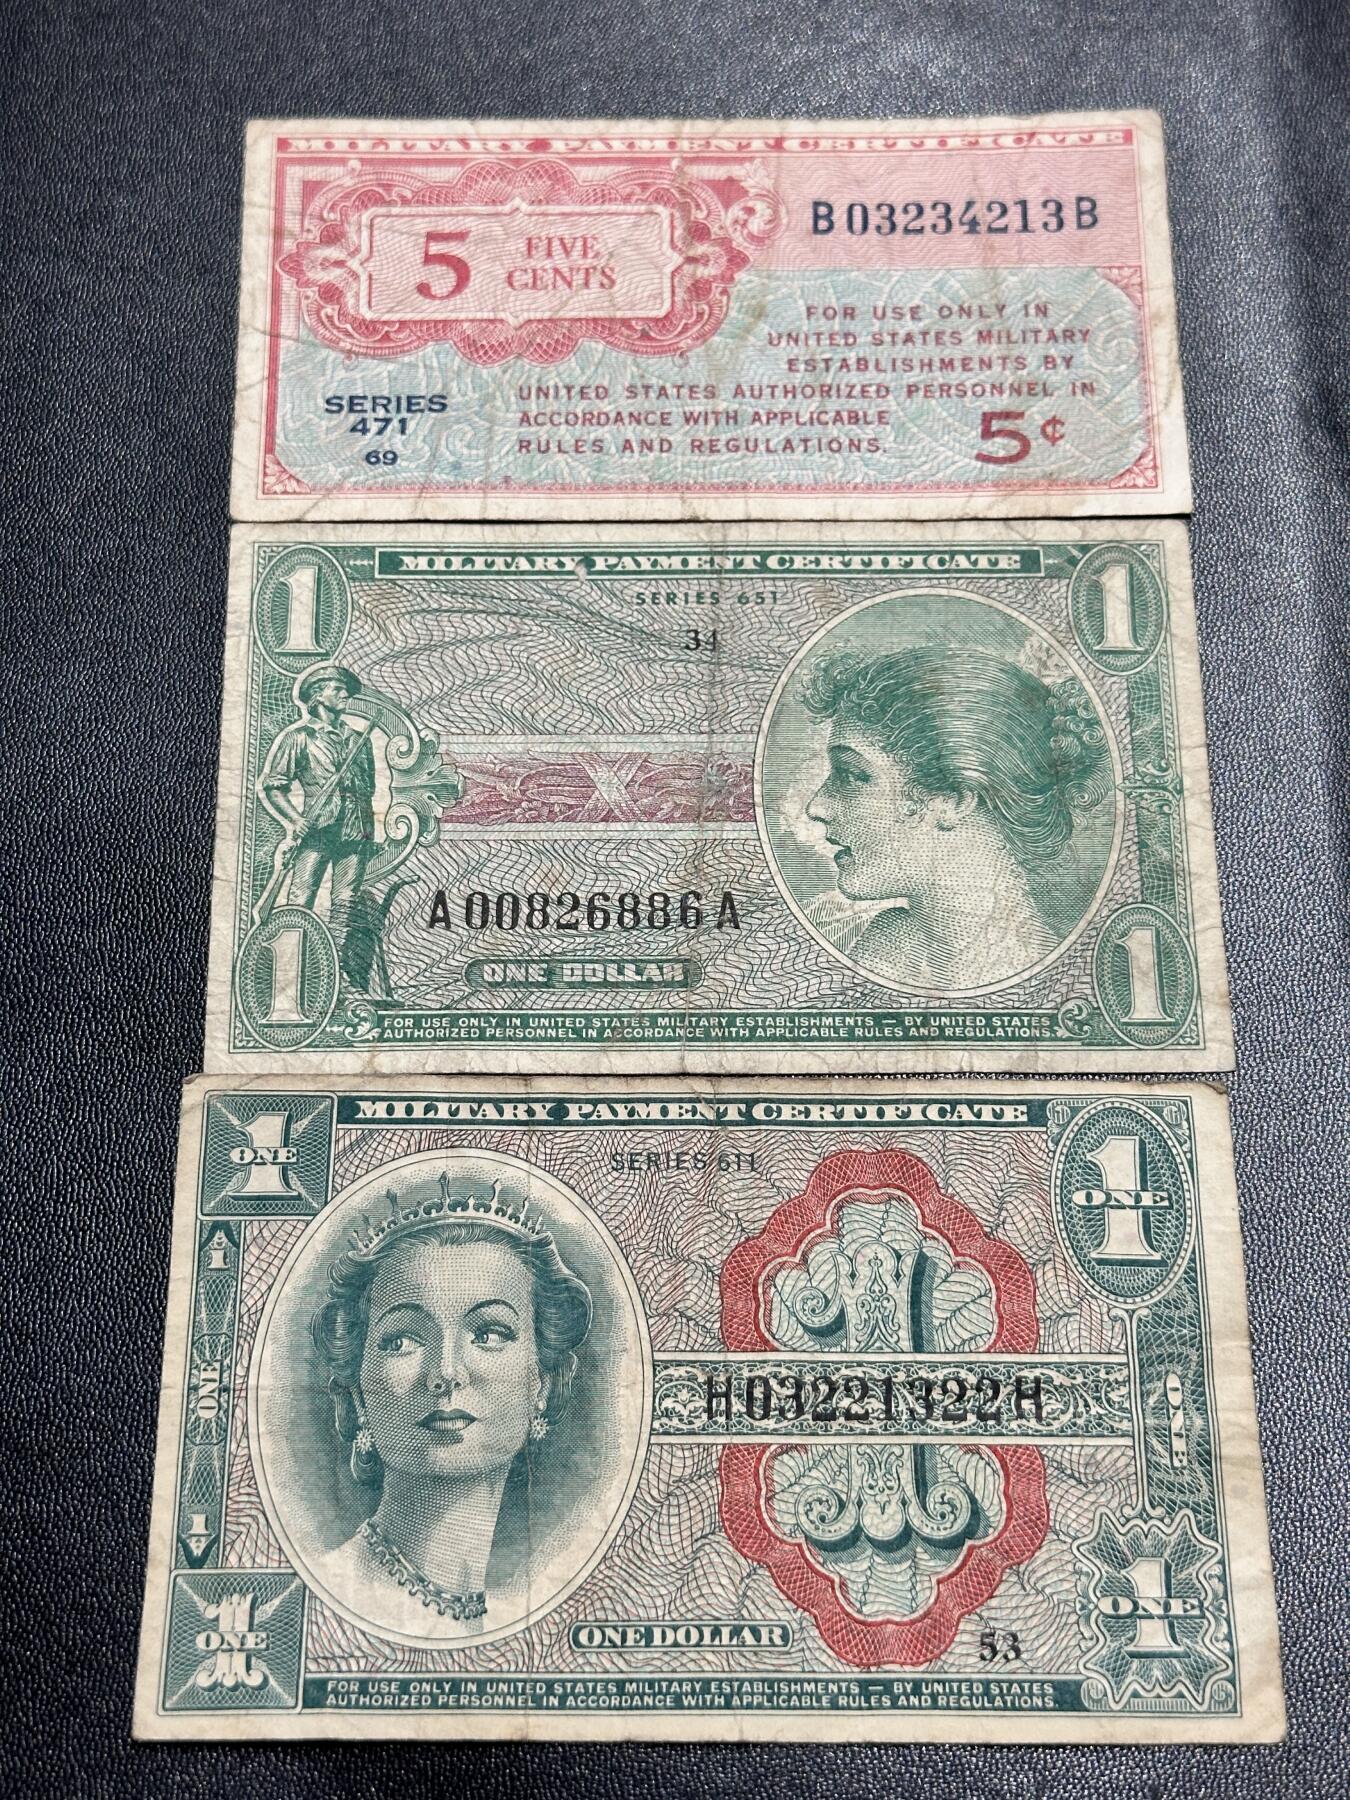 MILITARY PAYMENT CERTIFICATE
5 FIVE CENTS
B03234213B
FOR USE ONLY IN
UNITED STATES MILITARY
ESTABLISHMENTS BY
UNITED STATES AUTHORIZED PERSONNEL IN
ACCORDANCE WITH APPLICABLE
RULES AND REGULATIONS.
5¢
SERIES
471
69
1
MILITARY PAYMENT CERTIFICATE
1
SERIES 651
34
A00826886A
ONE DOLLAR
1
1
FOR USE ONLY IN UNITED STATES MILITARY ESTABLISHMENTS — BY UNITED STATES
AUTHORIZED PERSONNEL IN ACCORDANCE WITH APPLICABLE RULES AND REGULATIONS.
1 ONE
MILITARY PAYMENT CERTIFICATE
1 ONE
SERIES 611
1
ONE
1
1
H03221322H
ONE
1 ONE
ONE DOLLAR
53
1 ONE
FOR USE ONLY IN UNITED STATES MILITARY ESTABLISHMENTS — BY UNITED STATES
AUTHORIZED PERSONNEL IN ACCORDANCE WITH APPLICABLE RULES AND REGULATIONS.